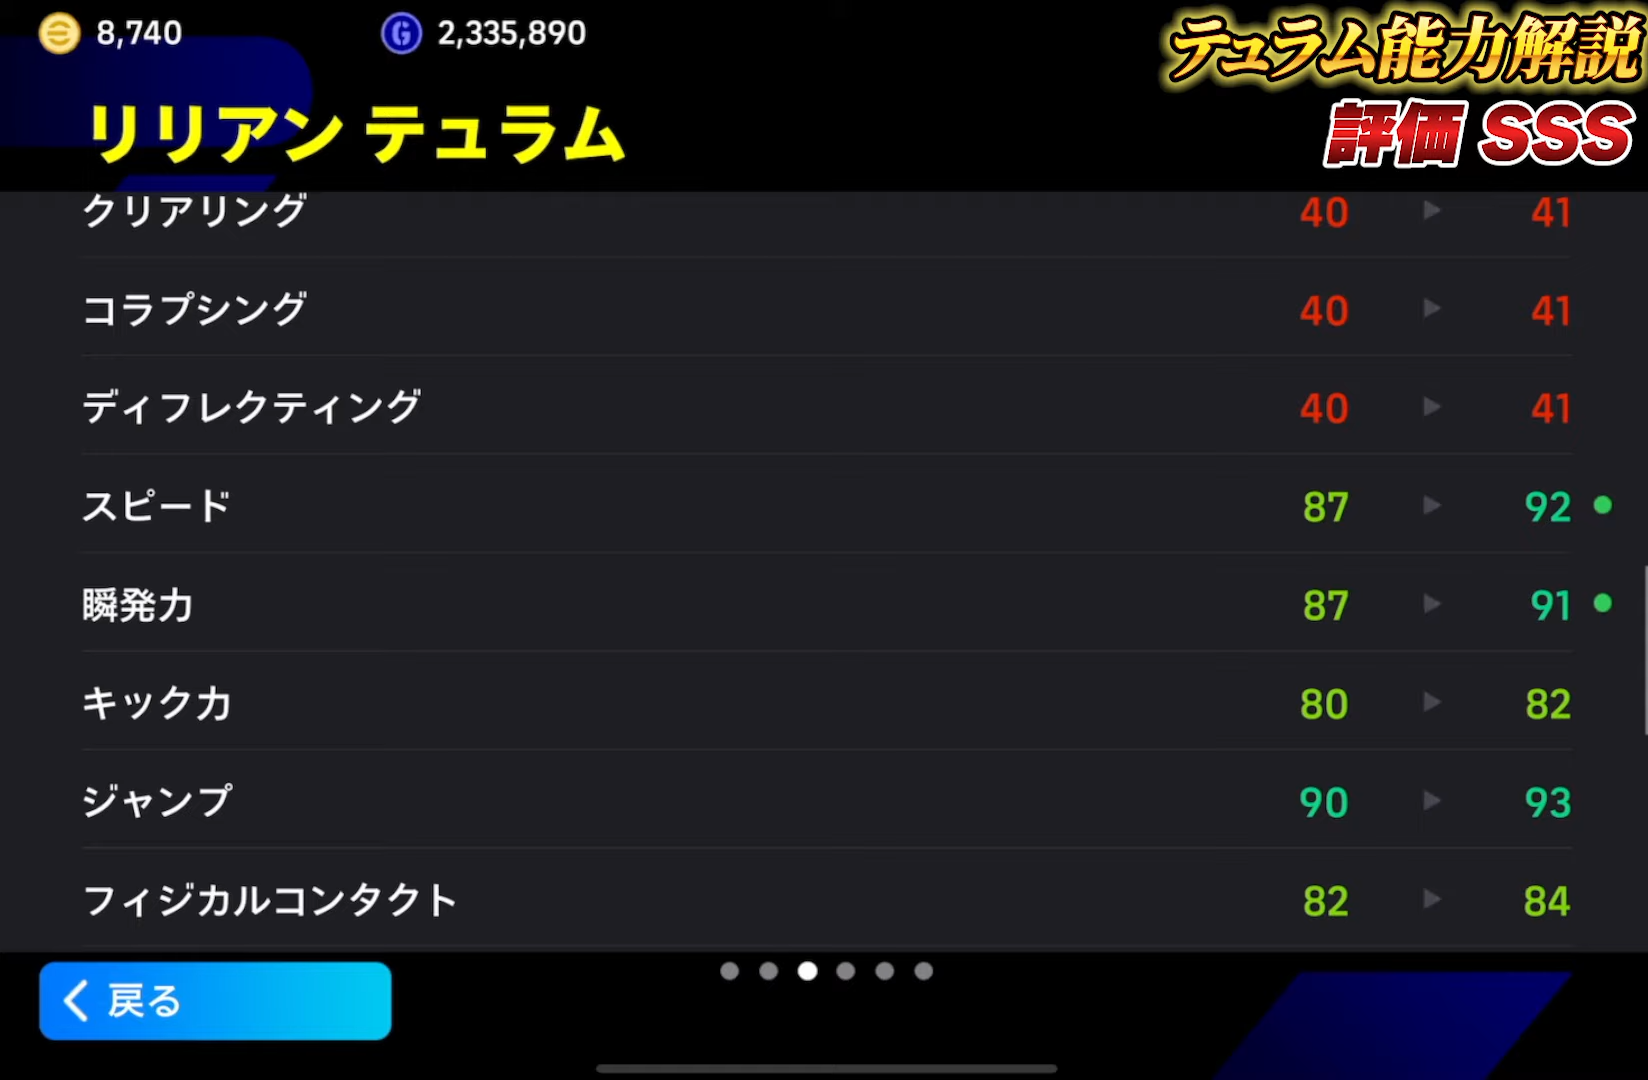 8,740 2,335,890 テュラム能力解説
リリアン テュラム 評価 SSS
クリアリング 40 ▶ 41
コラプシング 40 ▶ 41
ディフレクティング 40 ▶ 41
スピード 87 ▶ 92
瞬発力 87 ▶ 91
キック力 80 ▶ 82
ジャンプ 90 ▶ 93
フィジカルコンタクト 82 ▶ 84
戻る